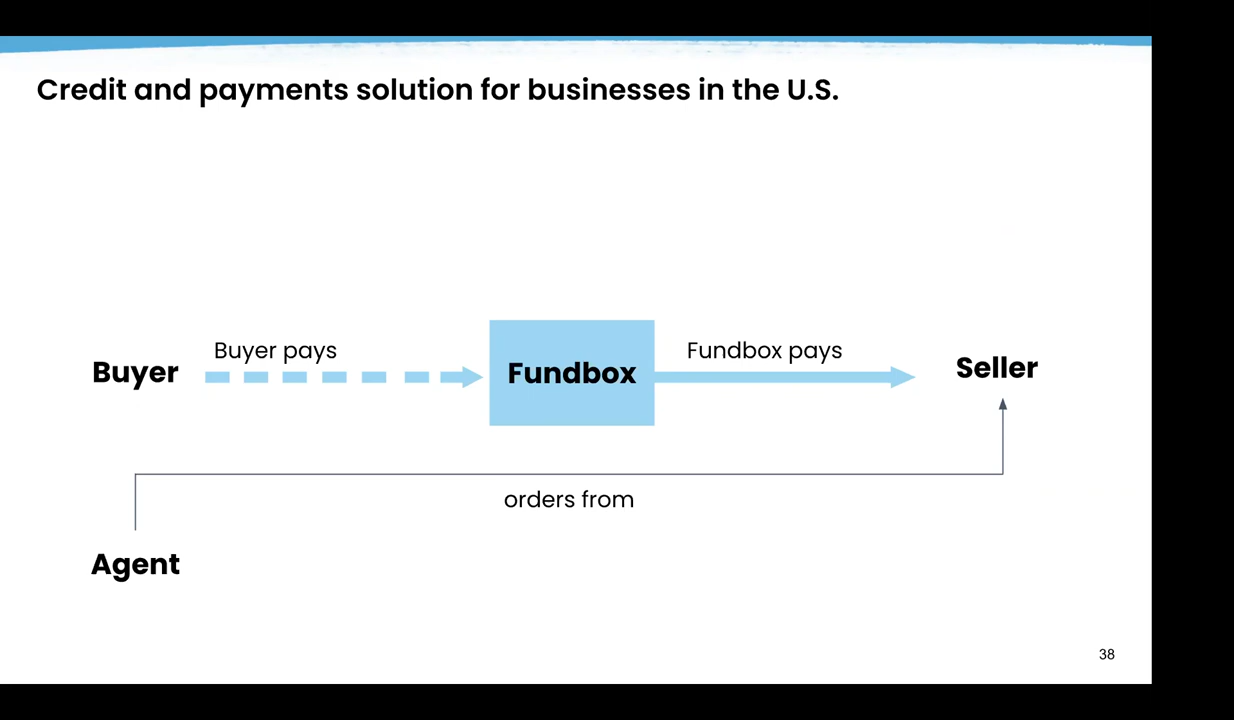 Credit and payments solution for businesses in the U.S.
Buyer pays
Fundbox pays
Buyer
Fundbox
Seller
orders from
Agent
38